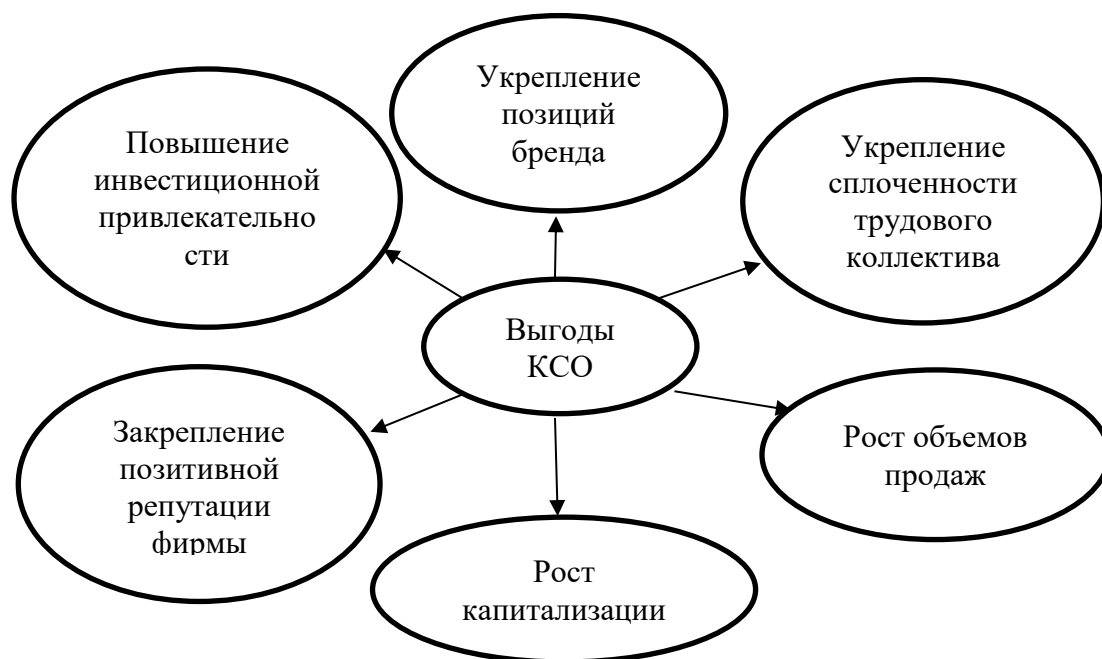 Укрепление
позиций
бренда
Повышение
инвестиционной
привлекательно
сти
Укрепление
сплоченности
трудового
коллектива
Выгоды
КСО
Закрепление
позитивной
репутации
фирмы
Рост объемов
продаж
Рост
капитализации